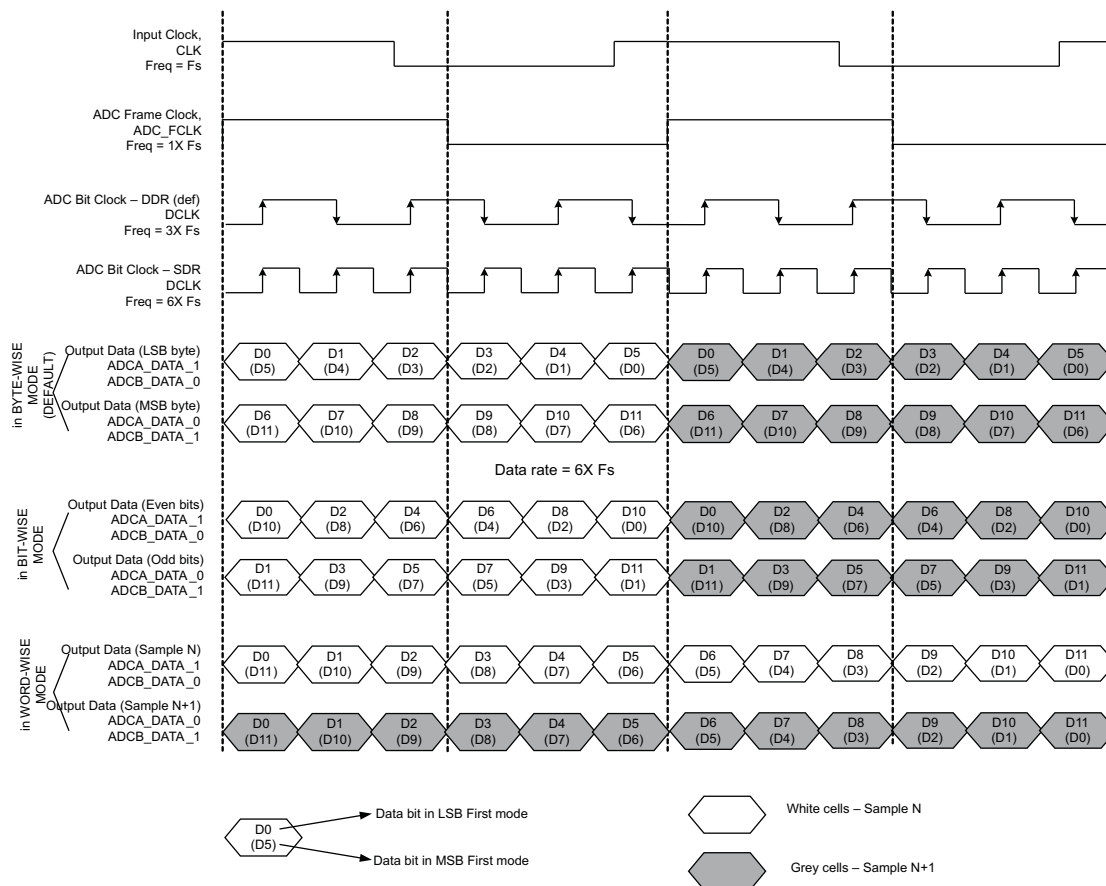 Input Clock,
CLK
Freq = Fs
ADC Frame Clock,
ADC_FCLK
Freq = 1X Fs
ADC Bit Clock – DDR (def)
DCLK
Freq = 3X Fs
ADC Bit Clock – SDR
DCLK
Freq = 6X Fs
in BYTE-WISE
MODE
(DEFAULT)
Output Data (LSB byte)
ADCA_DATA_1
ADCB_DATA_0
D0 D1 D2 D3 D4 D5 D0 D1 D2 D3 D4 D5
(D5) (D4) (D3) (D2) (D1) (D0) (D5) (D4) (D3) (D2) (D1) (D0)
Output Data (MSB byte)
ADCA_DATA_0
ADCB_DATA_1
D6 D7 D8 D9 D10 D11 D6 D7 D8 D9 D10 D11
(D11) (D10) (D9) (D8) (D7) (D6) (D11) (D10) (D9) (D8) (D7) (D6)
Data rate = 6X Fs
in BIT-WISE
MODE
Output Data (Even bits)
ADCA_DATA_1
ADCB_DATA_0
D0 D2 D4 D6 D8 D10 D0 D2 D4 D6 D8 D10
(D10) (D8) (D6) (D4) (D2) (D0) (D10) (D8) (D6) (D4) (D2) (D0)
Output Data (Odd bits)
ADCA_DATA_0
ADCB_DATA_1
D1 D3 D5 D7 D9 D11 D1 D3 D5 D7 D9 D11
(D11) (D9) (D7) (D5) (D3) (D1) (D11) (D9) (D7) (D5) (D3) (D1)
in WORD-WISE
MODE
Output Data (Sample N)
ADCA_DATA_1
ADCB_DATA_0
D0 D1 D2 D3 D4 D5 D6 D7 D8 D9 D10 D11
(D11) (D10) (D9) (D8) (D7) (D6) (D5) (D4) (D3) (D2) (D1) (D0)
Output Data (Sample N+1)
ADCA_DATA_0
ADCB_DATA_1
D0 D1 D2 D3 D4 D5 D6 D7 D8 D9 D10 D11
(D11) (D10) (D9) (D8) (D7) (D6) (D5) (D4) (D3) (D2) (D1) (D0)
D0
(D5)
Data bit in LSB First mode
Data bit in MSB First mode
White cells – Sample N
Grey cells – Sample N+1